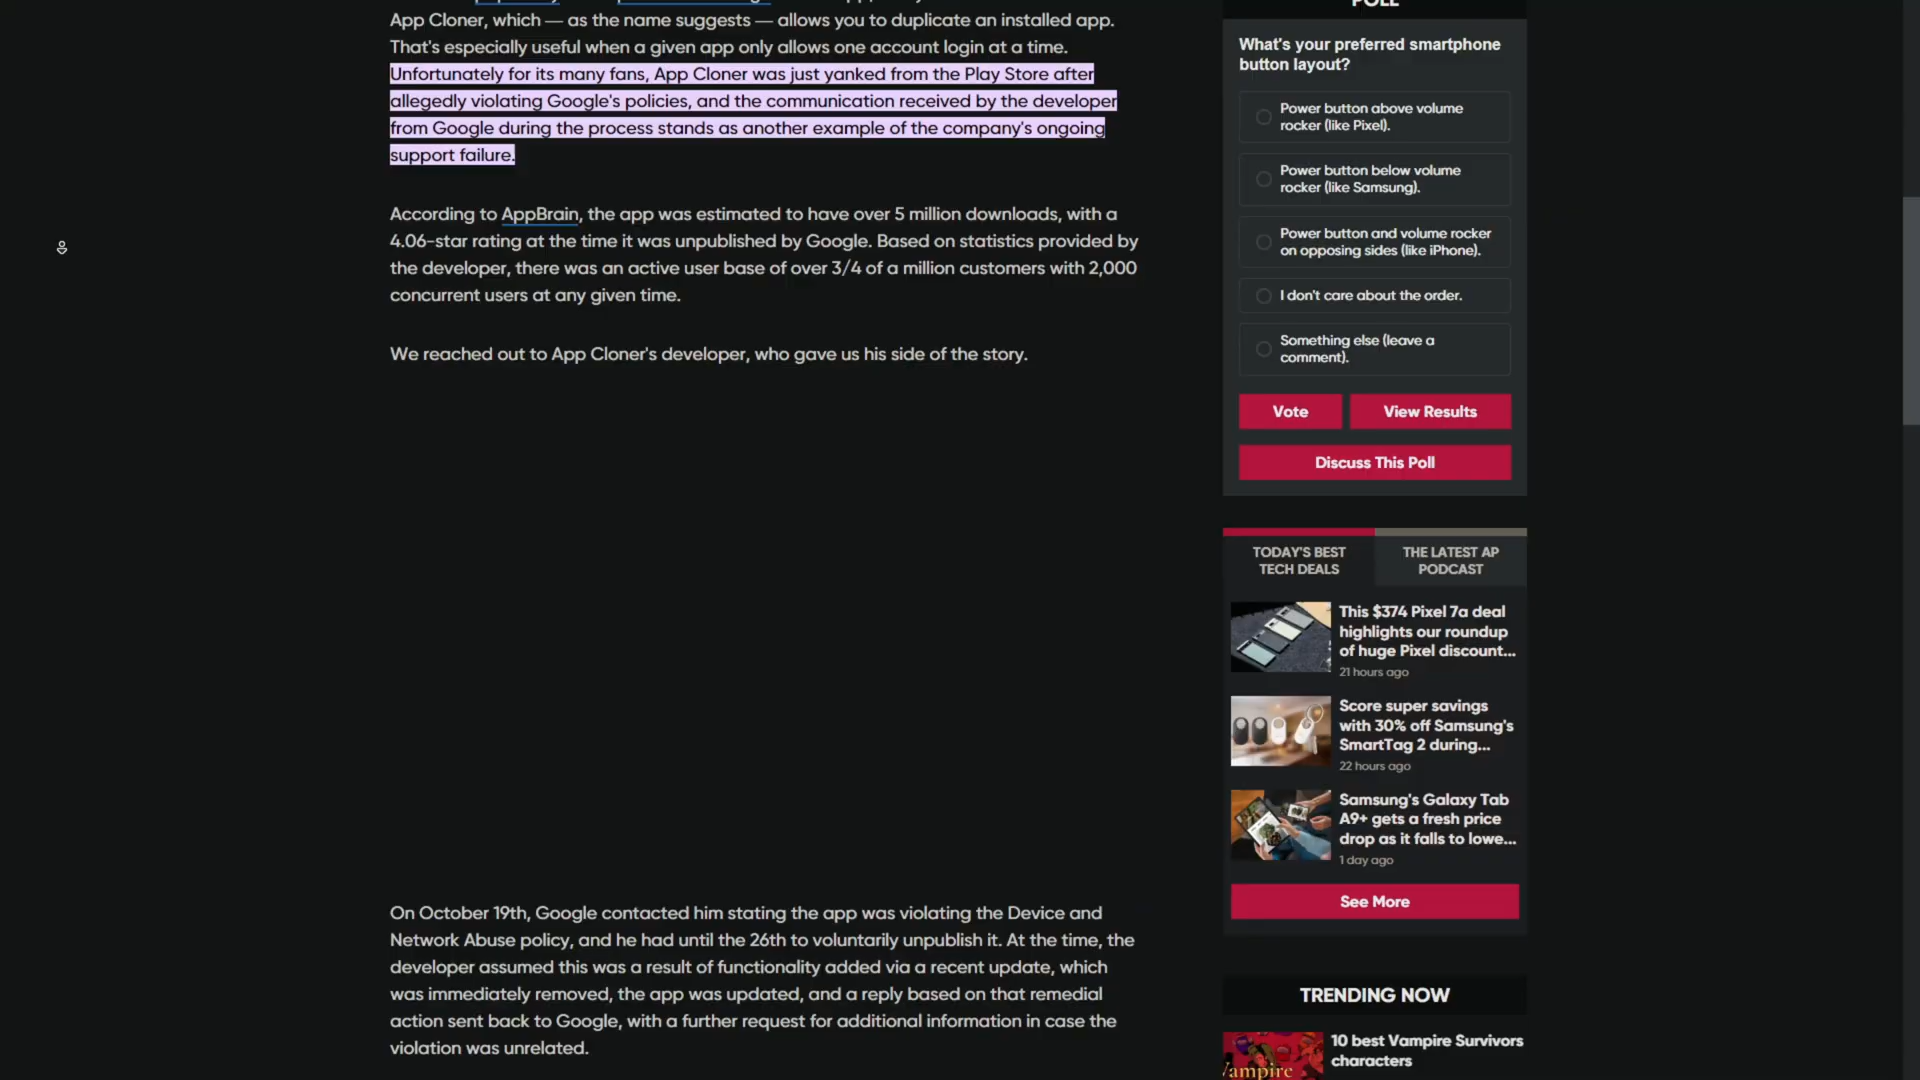 App Cloner, which — as the name suggests — allows you to duplicate an installed app.
That's especially useful when a given app only allows one account login at a time.
Unfortunately for its many fans, App Cloner was just yanked from the Play Store after
allegedly violating Google's policies, and the communication received by the developer
from Google during the process stands as another example of the company's ongoing
support failure.
According to AppBrain, the app was estimated to have over 5 million downloads, with a
4.06-star rating at the time it was unpublished by Google. Based on statistics provided by
the developer, there was an active user base of over 3/4 of a million customers with 2,000
concurrent users at any given time.
We reached out to App Cloner's developer, who gave us his side of the story.
On October 19th, Google contacted him stating the app was violating the Device and
Network Abuse policy, and he had until the 26th to voluntarily unpublish it. At the time, the
developer assumed this was a result of functionality added via a recent update, which
was immediately removed, the app was updated, and a reply based on that remedial
action sent back to Google, with a further request for additional information in case the
violation was unrelated.
POLL
What's your preferred smartphone
button layout?
Power button above volume
rocker (like Pixel).
Power button below volume
rocker (like Samsung).
Power button and volume rocker
on opposing sides (like iPhone).
I don't care about the order.
Something else (leave a
comment).
Vote
View Results
Discuss This Poll
TODAY'S BEST
TECH DEALS
THE LATEST AP
PODCAST
This $374 Pixel 7a deal
highlights our roundup
of huge Pixel discount...
21 hours ago
Score super savings
with 30% off Samsung's
SmartTag 2 during...
22 hours ago
Samsung's Galaxy Tab
A9+ gets a fresh price
drop as it falls to lowe...
1 day ago
See More
TRENDING NOW
10 best Vampire Survivors
characters
Vampire